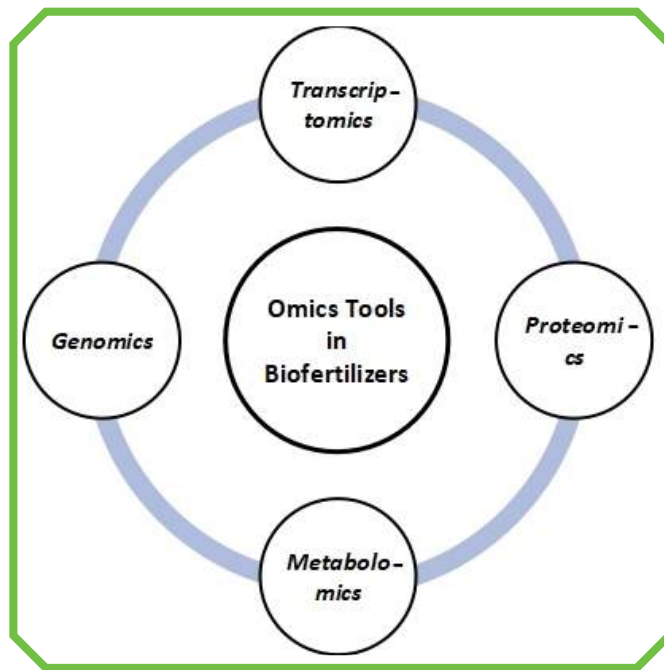 Transcrip-
tomics
Genomics
Omics Tools
in
Biofertilizers
Proteomi-
cs
Metabolo-
mics